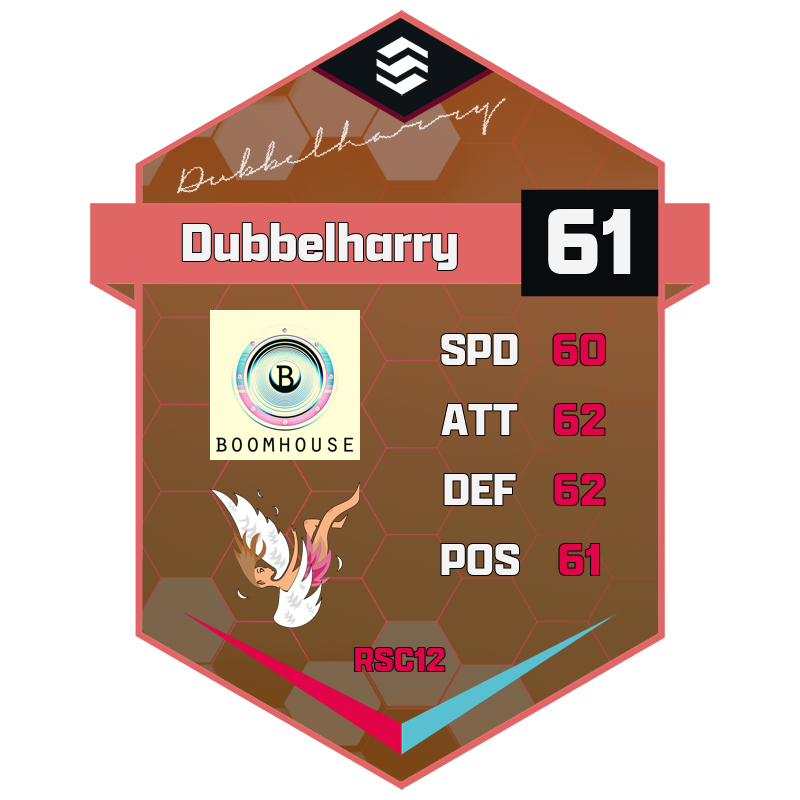 Dubbelharry
Dubbelharry 61
B
BOOMHOUSE
SPD 60
ATT 62
DEF 62
POS 61
RSC12